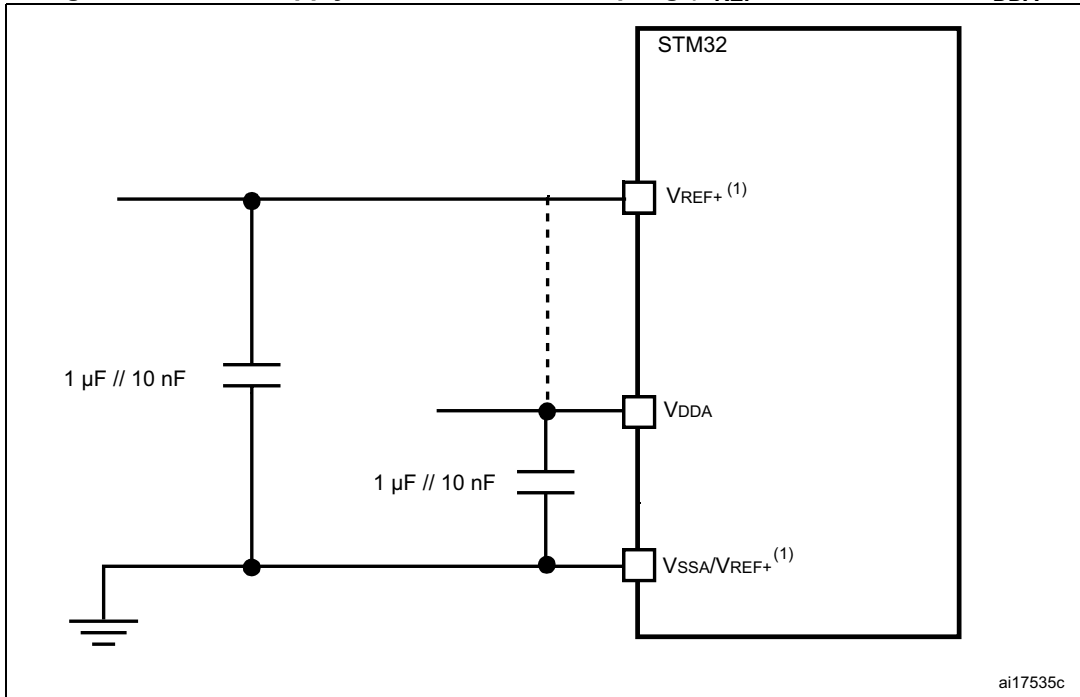 STM32
VREF+ (1)
1 µF // 10 nF
VDDA
1 µF // 10 nF
VSSA/VREF+ (1)
ai17535c